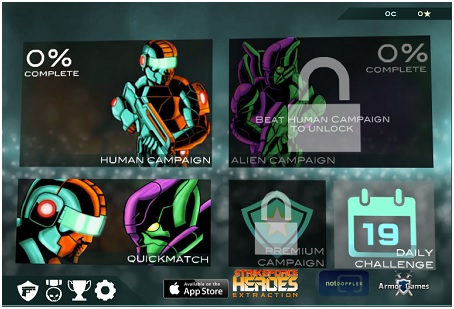 0C 0★
0%
COMPLETE
HUMAN CAMPAIGN
0%
COMPLETE
BEAT HUMAN CAMPAIGN
TO UNLOCK
ALIEN CAMPAIGN
QUICKMATCH
PREMIUM
CAMPAIGN
19
DAILY
CHALLENGE
Available on the
App Store
STRIKEFORCE
HEROES
EXTRACTION
notDOPPLER
Armor Games